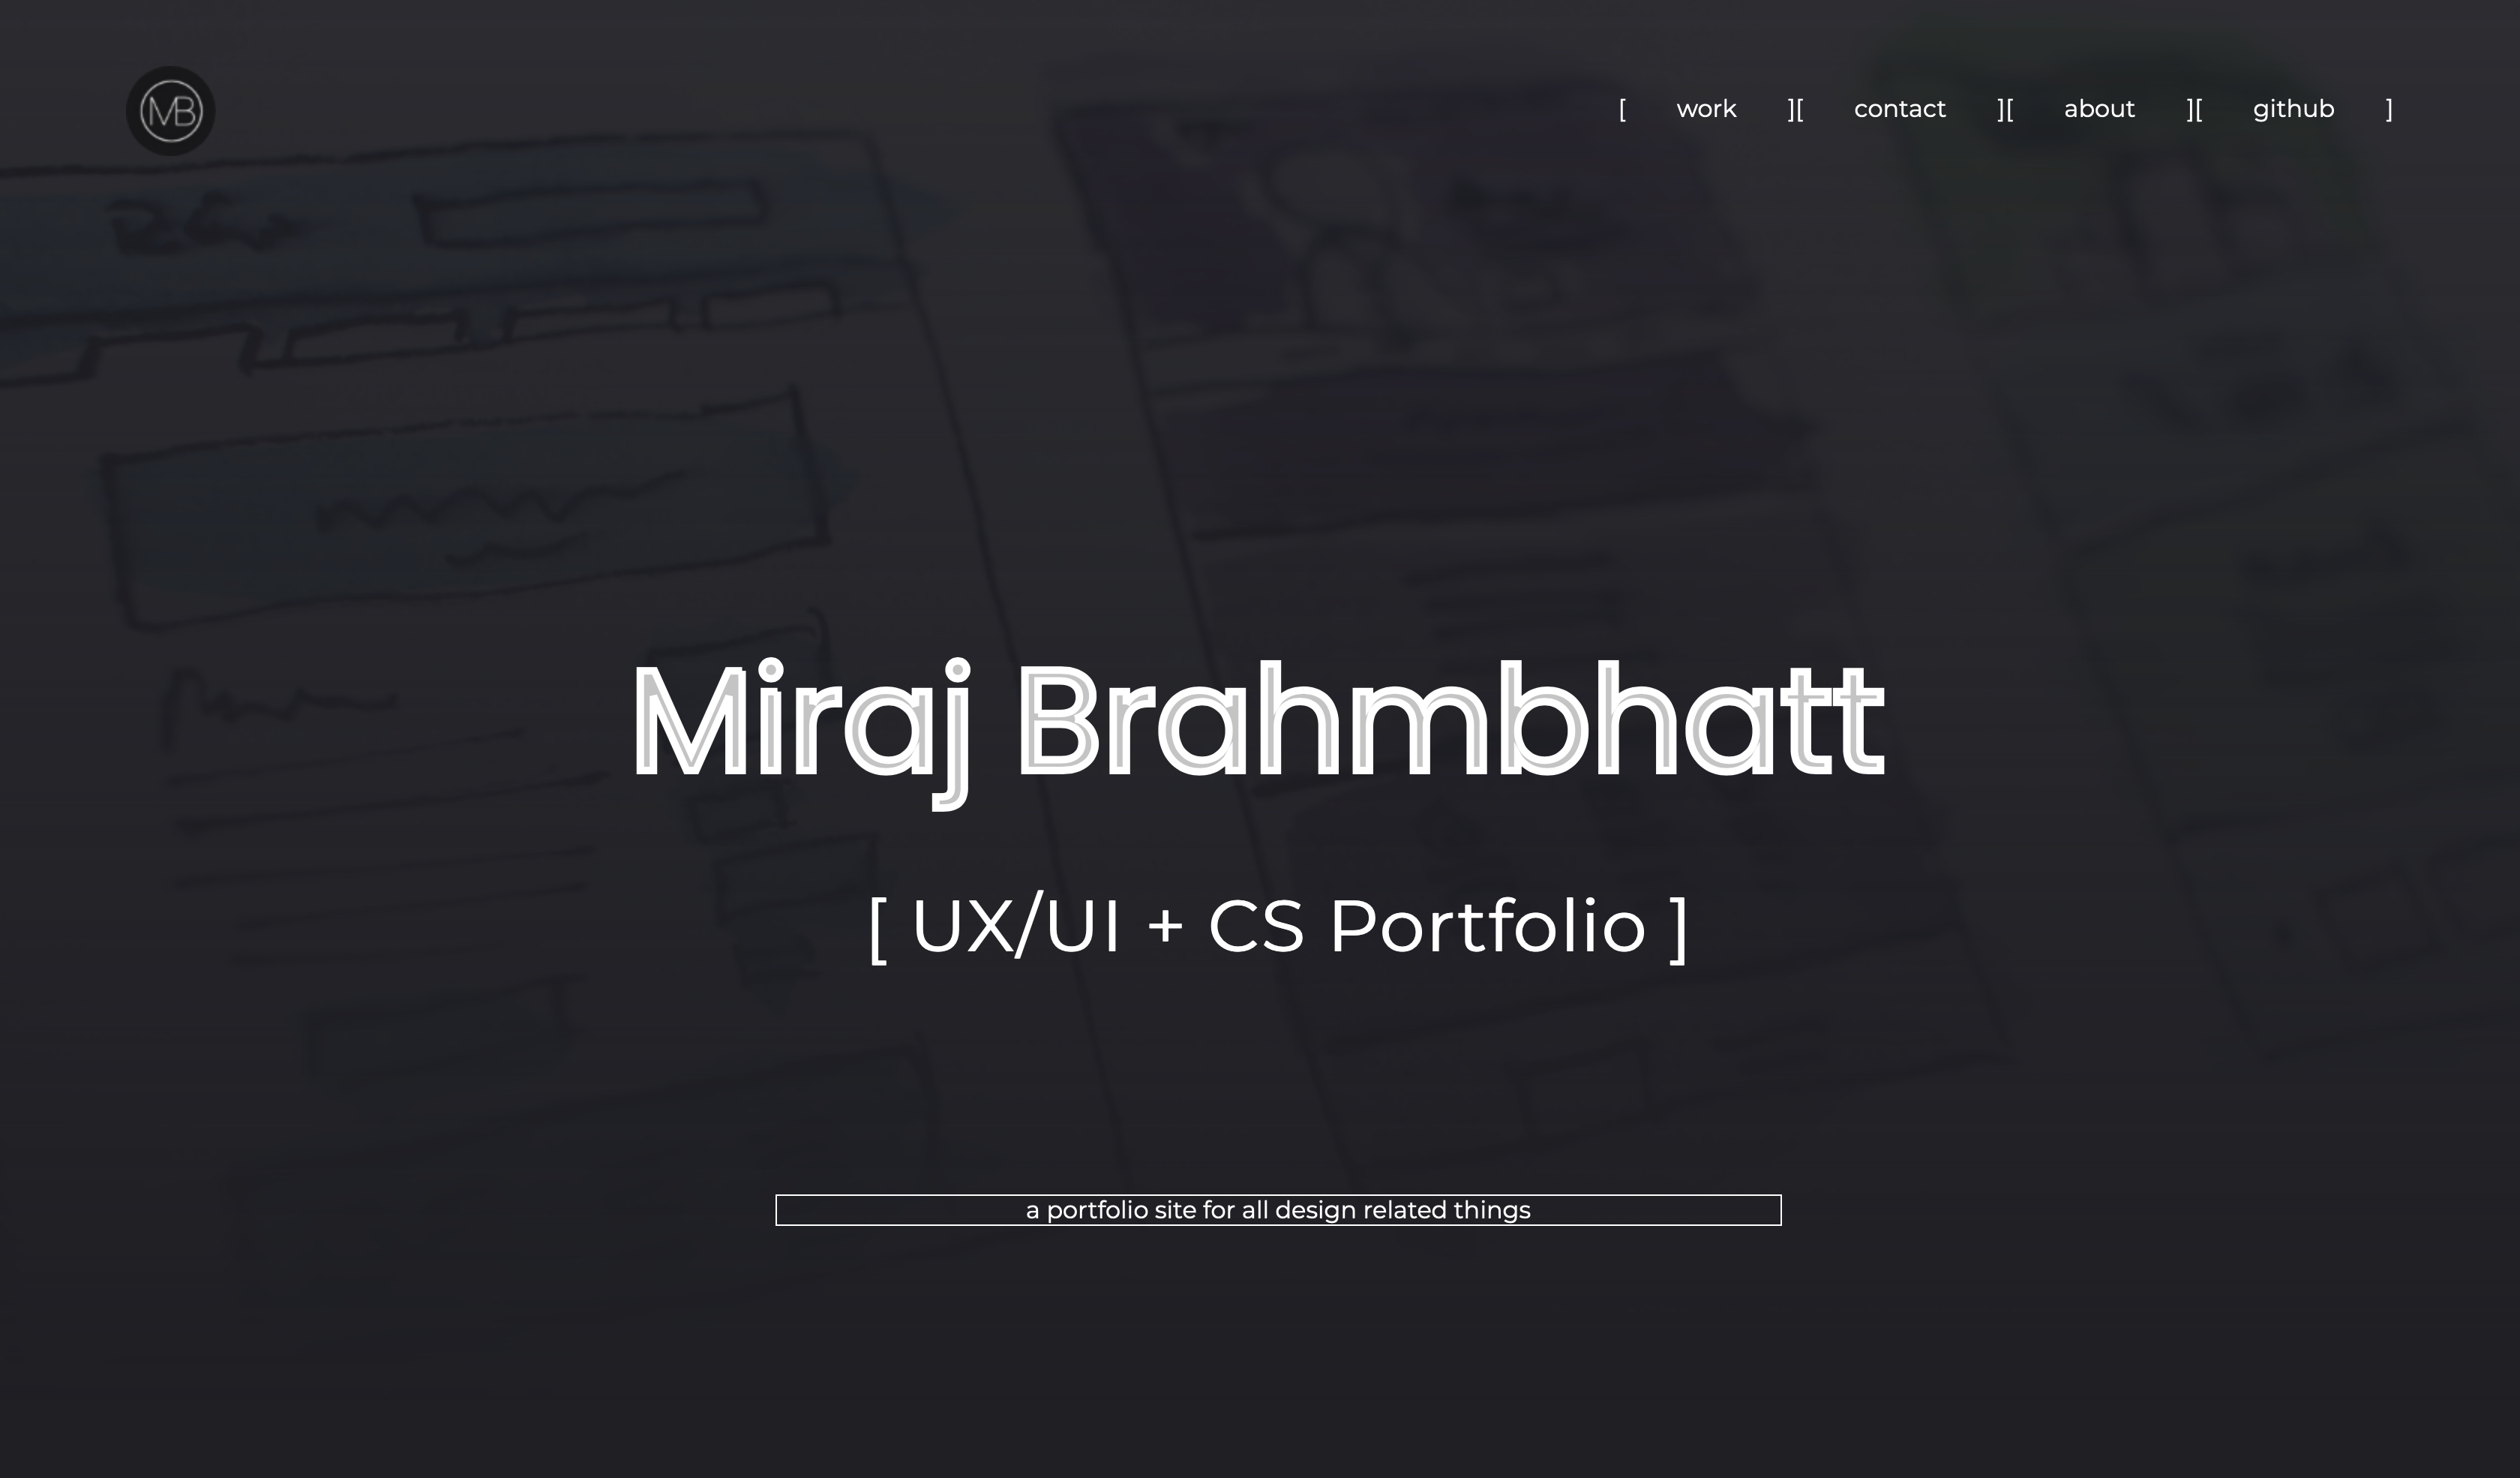 MB
[ work ][ contact ][ about ][ github ]
Miraj Brahmbhatt
[ UX/UI + CS Portfolio ]
a portfolio site for all design related things